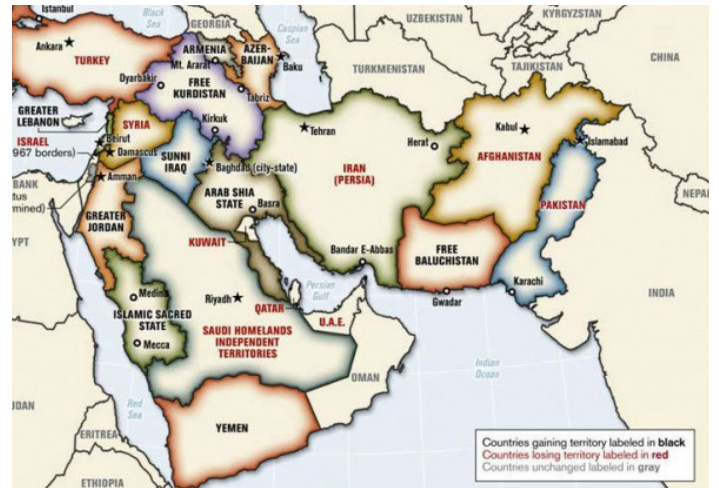 Istanbul
Black
Sea
GEORGIA
Caspian
Sea
UZBEKISTAN
KYRGYZSTAN
Ankara
TURKEY
ARMENIA
Mt. Ararat
AZER-
BAIJAN
Baku
TURKMENISTAN
TAJIKISTAN
CHINA
Dyarbakir
FREE
KURDISTAN
Tabriz
GREATER
LEBANON
SYRIA
Kirkuk
Tehran
Herat
Kabul
Islamabad
ISRAEL
967 borders)
Beirut
Damascus
SUNNI
IRAQ
Baghdad (city-state)
IRAN
(PERSIA)
AFGHANISTAN
BANK
tus
mined)
Amman
ARAB SHIA
STATE
Basra
PAKISTAN
NEPAL
GREATER
JORDAN
YPT
KUWAIT
Bandar E-Abbas
FREE
BALUCHISTAN
Karachi
Persian
Gulf
Gwadar
INDIA
Medina
ISLAMIC SACRED
STATE
Mecca
Riyadh
QATAR
U.A.E.
SAUDI HOMELANDS
INDEPENDENT
TERRITORIES
OMAN
Indian
Ocean
Red
Sea
DAN
YEMEN
ERITREA
ETHIOPIA
Countries gaining territory labeled in black
Countries losing territory labeled in red
Countries unchanged labeled in gray